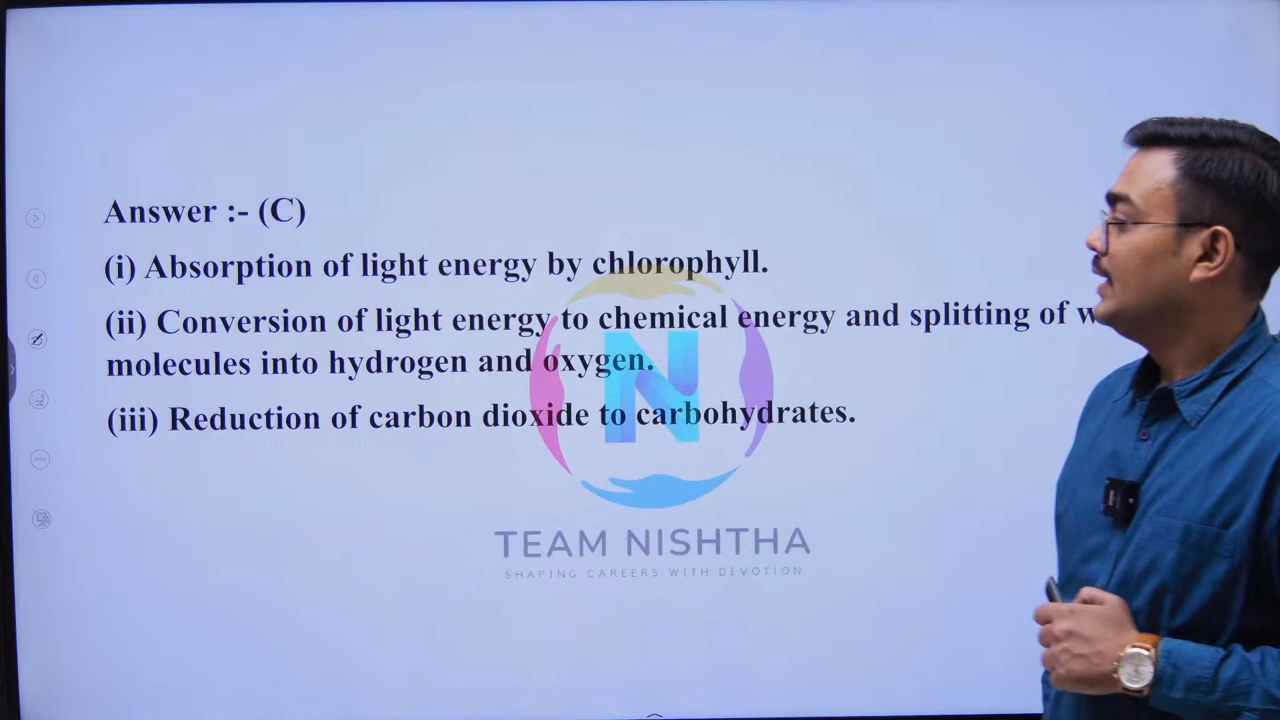 Answer :- (C)
(i) Absorption of light energy by chlorophyll.
(ii) Conversion of light energy to chemical energy and splitting of
molecules into hydrogen and oxygen.
(iii) Reduction of carbon dioxide to carbohydrates.
N
TEAM NISHTHA
SHAPING CAREERS WITH DEVOTION